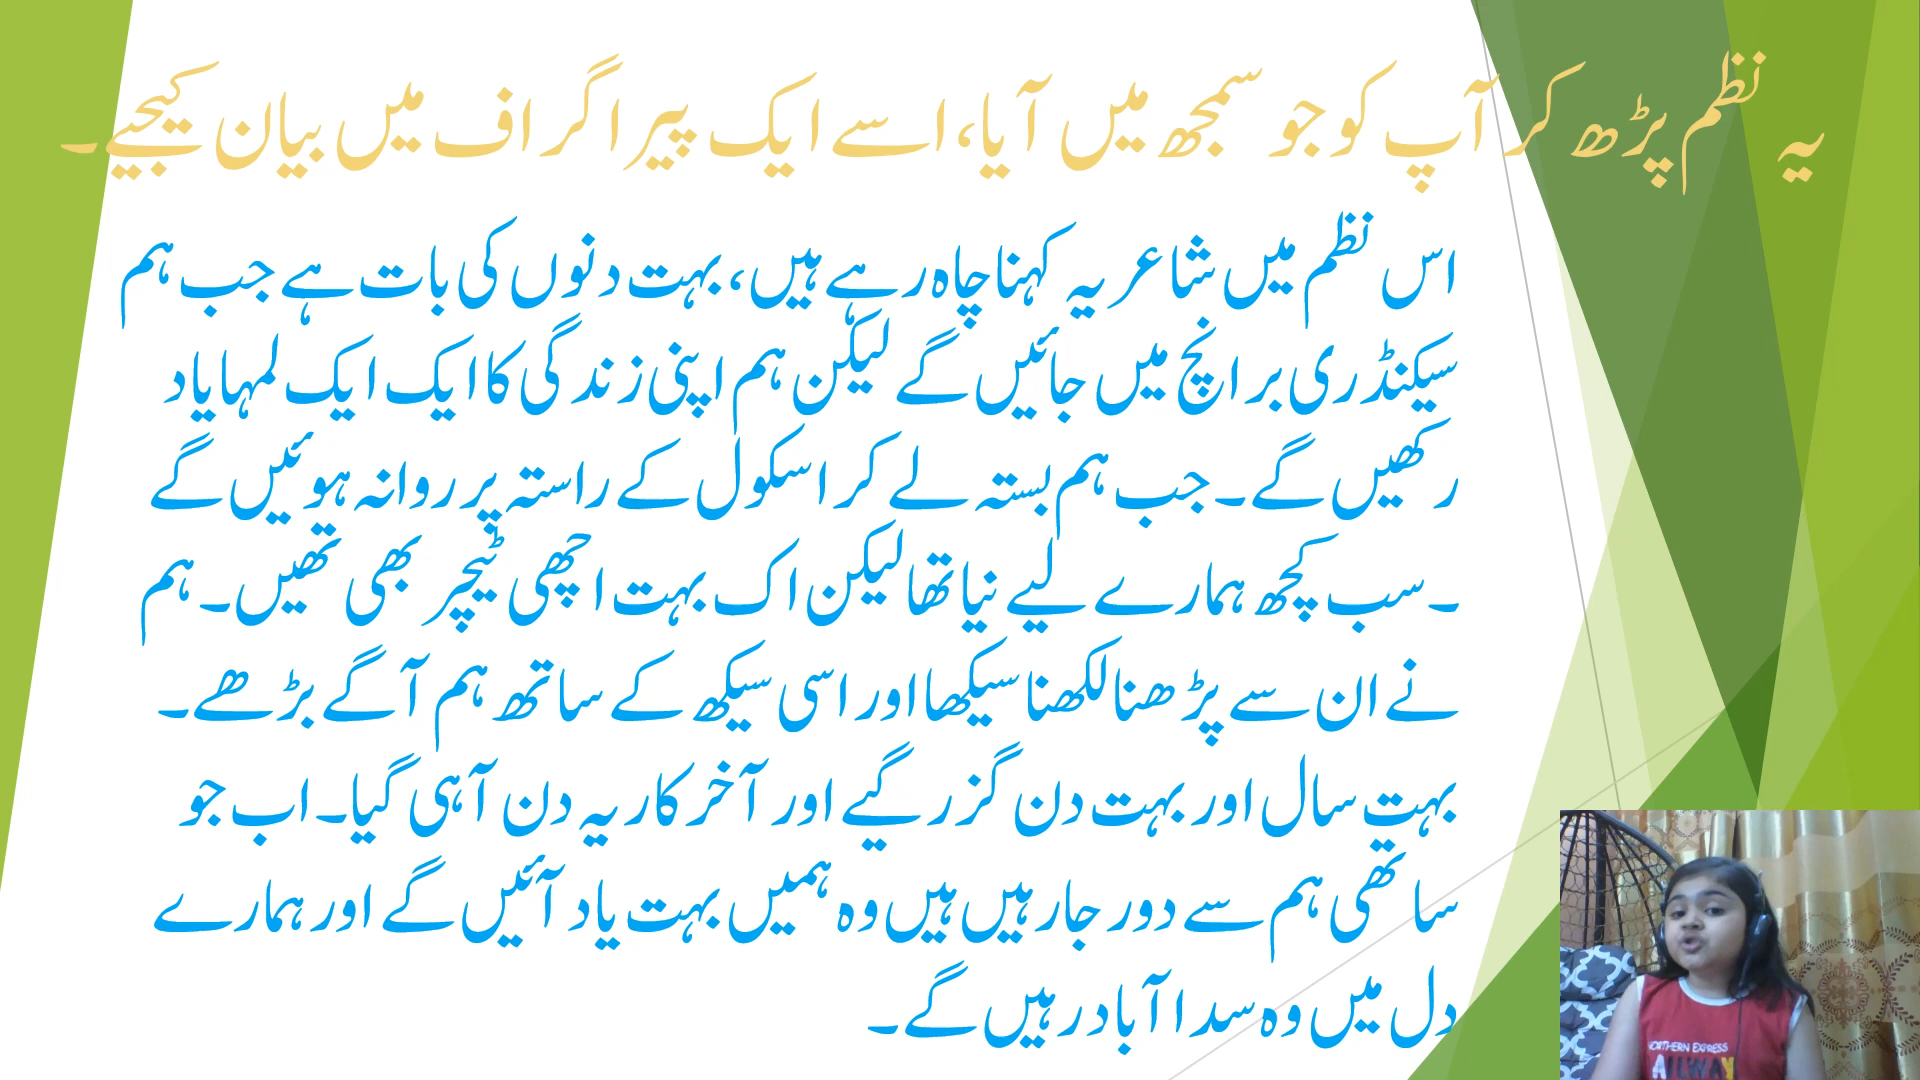 یہ نظم پڑھ کر آپ کو جو سمجھ میں آیا، اسے ایک پیراگراف میں بیان کیجیے۔
اس نظم میں شاعر یہ کہنا چاہ رہے ہیں، بہت دنوں کی بات ہے جب ہم
سیکنڈری برانچ میں جائیں گے لیکن ہم اپنی زندگی کا ایک ایک لمہا یاد
رکھیں گے۔ جب ہم بستہ لے کر اسکول کے راستہ پر روانہ ہوئیں گے
۔ سب کچھ ہمارے لیے نیا تھا لیکن اک بہت اچھی ٹیچر بھی تھیں۔ ہم
نے ان سے پڑھنا لکھنا سیکھا اور اسی سیکھ کے ساتھ ہم آگے بڑھے۔
بہت سال اور بہت دن گزر گیے اور آخر کار یہ دن آہی گیا۔ اب جو
ساتھی ہم سے دور جارہیں ہیں وہ ہمیں بہت یاد آئیں گے اور ہمارے
دل میں وہ سدا آباد رہیں گے۔
NORTHERN EXPRESS
ALLWAY